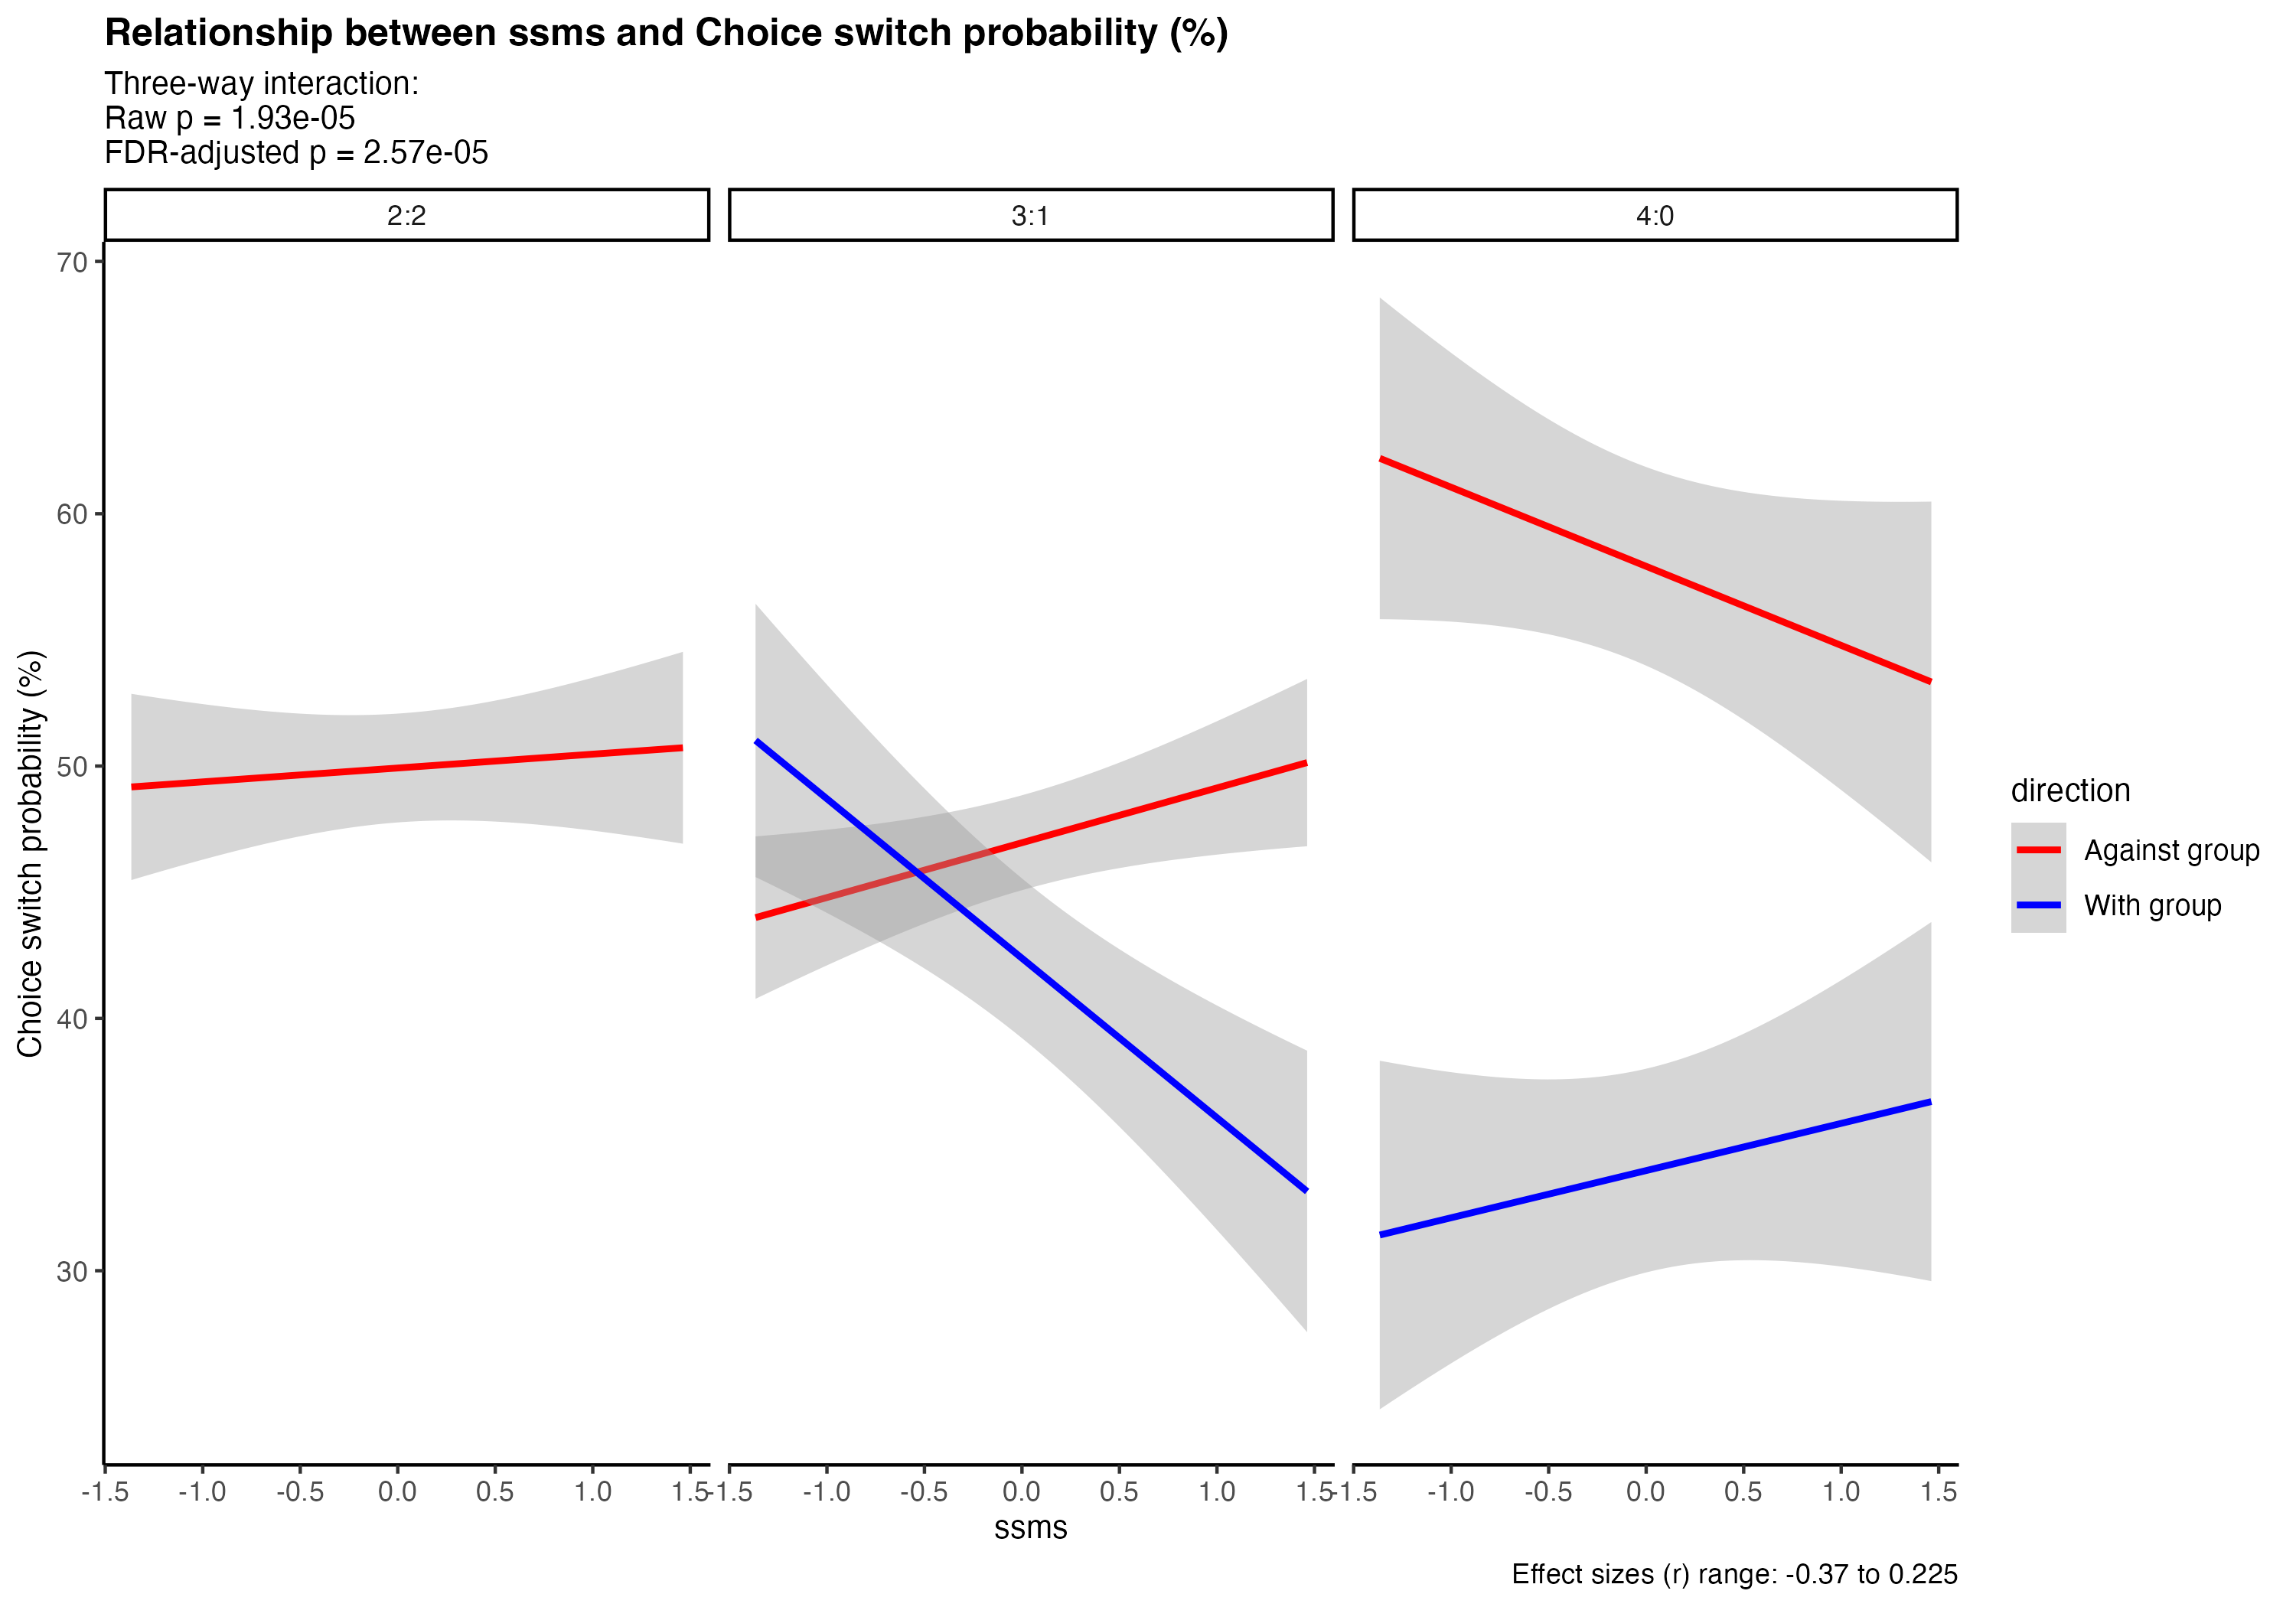 Relationship between ssms and Choice switch probability (%)
Three-way interaction:
Raw p = 1.93e-05
FDR-adjusted p = 2.57e-05
2:2
3:1
4:0
Choice switch probability (%)
70
60
50
40
30
-1.5 -1.0 -0.5 0.0 0.5 1.0 1.5
-1.5 -1.0 -0.5 0.0 0.5 1.0 1.5
-1.5 -1.0 -0.5 0.0 0.5 1.0 1.5
ssms
direction
Against group
With group
Effect sizes (r) range: -0.37 to 0.225